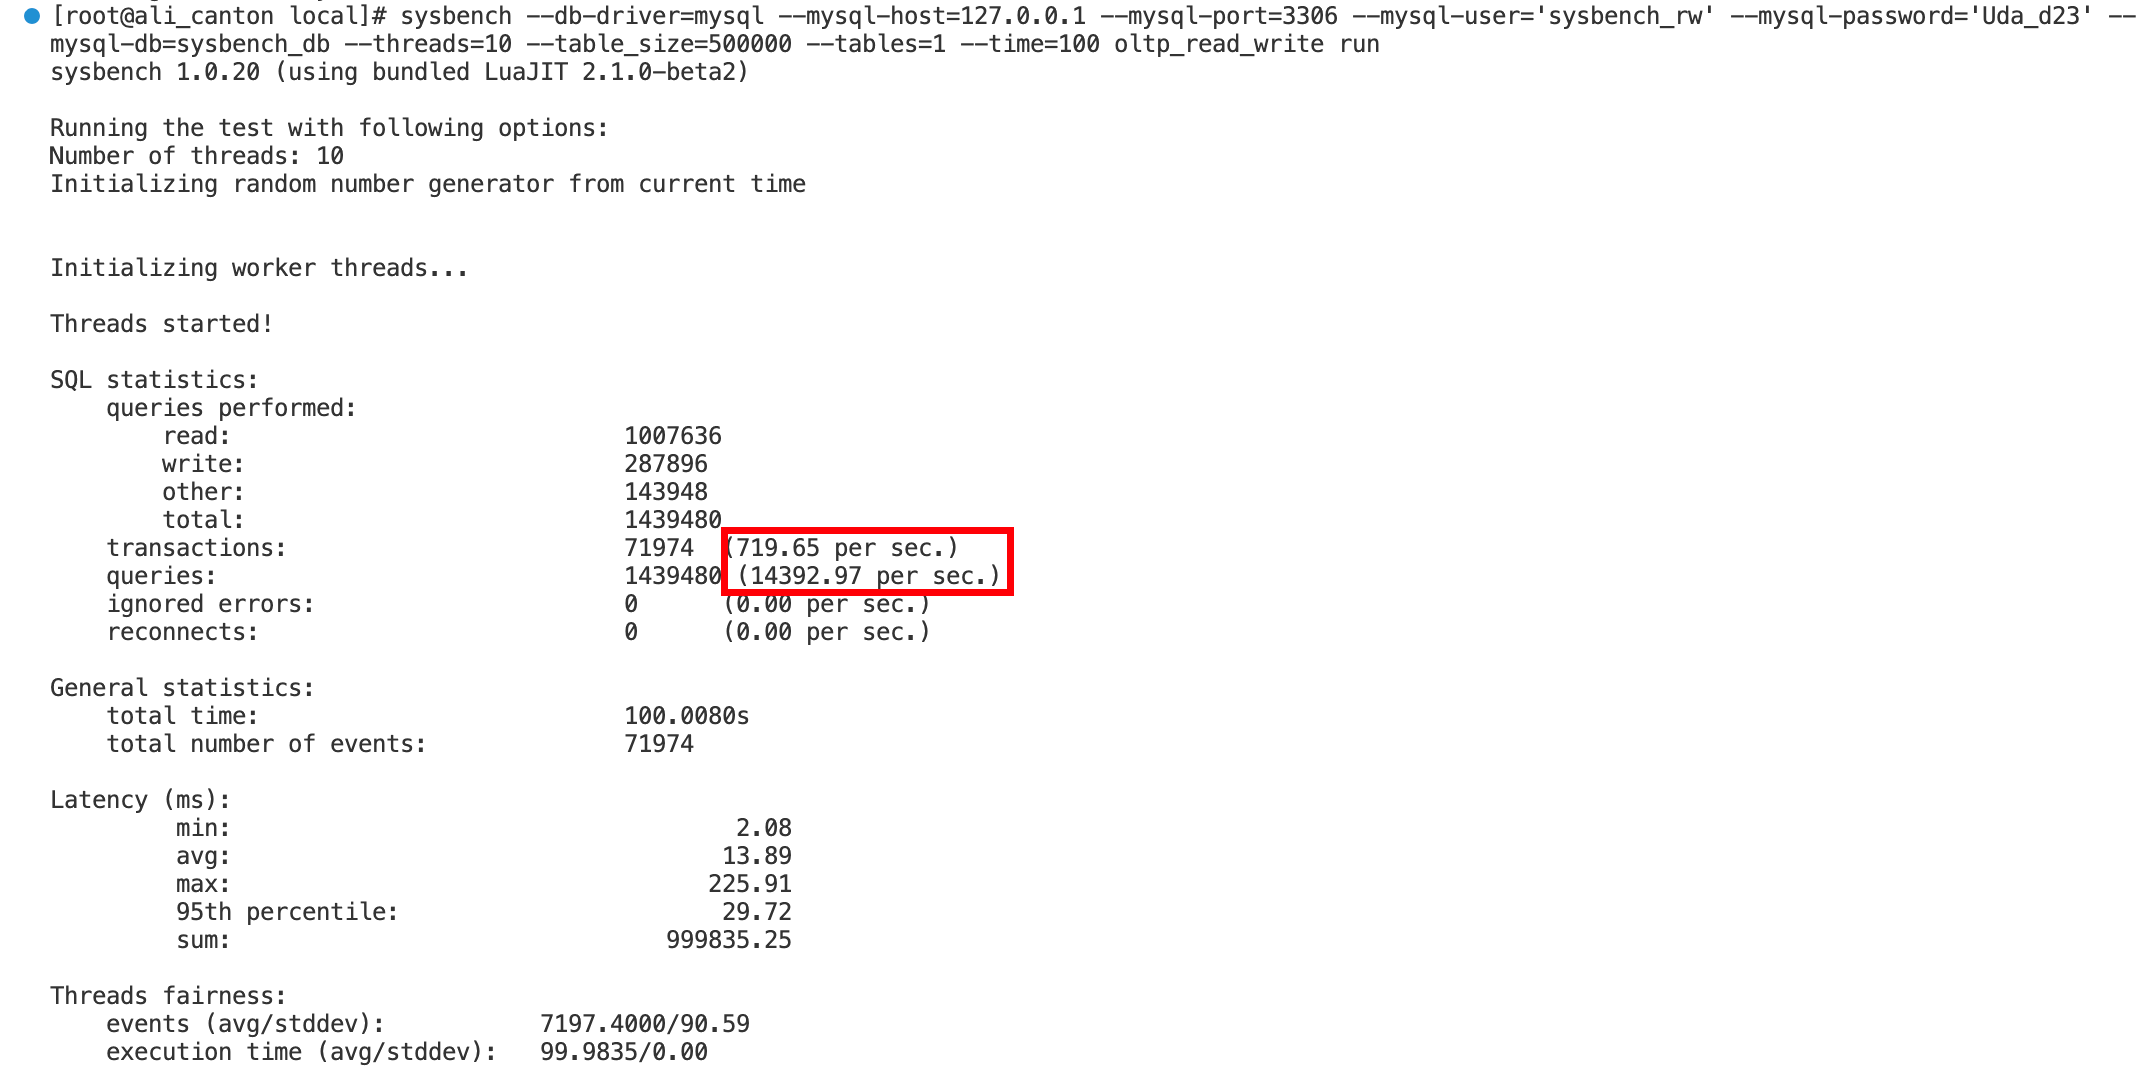 [root@ali_canton local]# sysbench --db-driver=mysql --mysql-host=127.0.0.1 --mysql-port=3306 --mysql-user='sysbench_rw' --mysql-password='Uda_d23' --
mysql-db=sysbench_db --threads=10 --table_size=500000 --tables=1 --time=100 oltp_read_write run
sysbench 1.0.20 (using bundled LuaJIT 2.1.0-beta2)
Running the test with following options:
Number of threads: 10
Initializing random number generator from current time
Initializing worker threads...
Threads started!
SQL statistics:
queries performed:
read: 1007636
write: 287896
other: 143948
total: 1439480
transactions: 71974 (719.65 per sec.)
queries: 1439480 (14392.97 per sec.)
ignored errors: 0 (0.00 per sec.)
reconnects: 0 (0.00 per sec.)
General statistics:
total time: 100.0080s
total number of events: 71974
Latency (ms):
min: 2.08
avg: 13.89
max: 225.91
95th percentile: 29.72
sum: 999835.25
Threads fairness:
events (avg/stddev): 7197.4000/90.59
execution time (avg/stddev): 99.9835/0.00